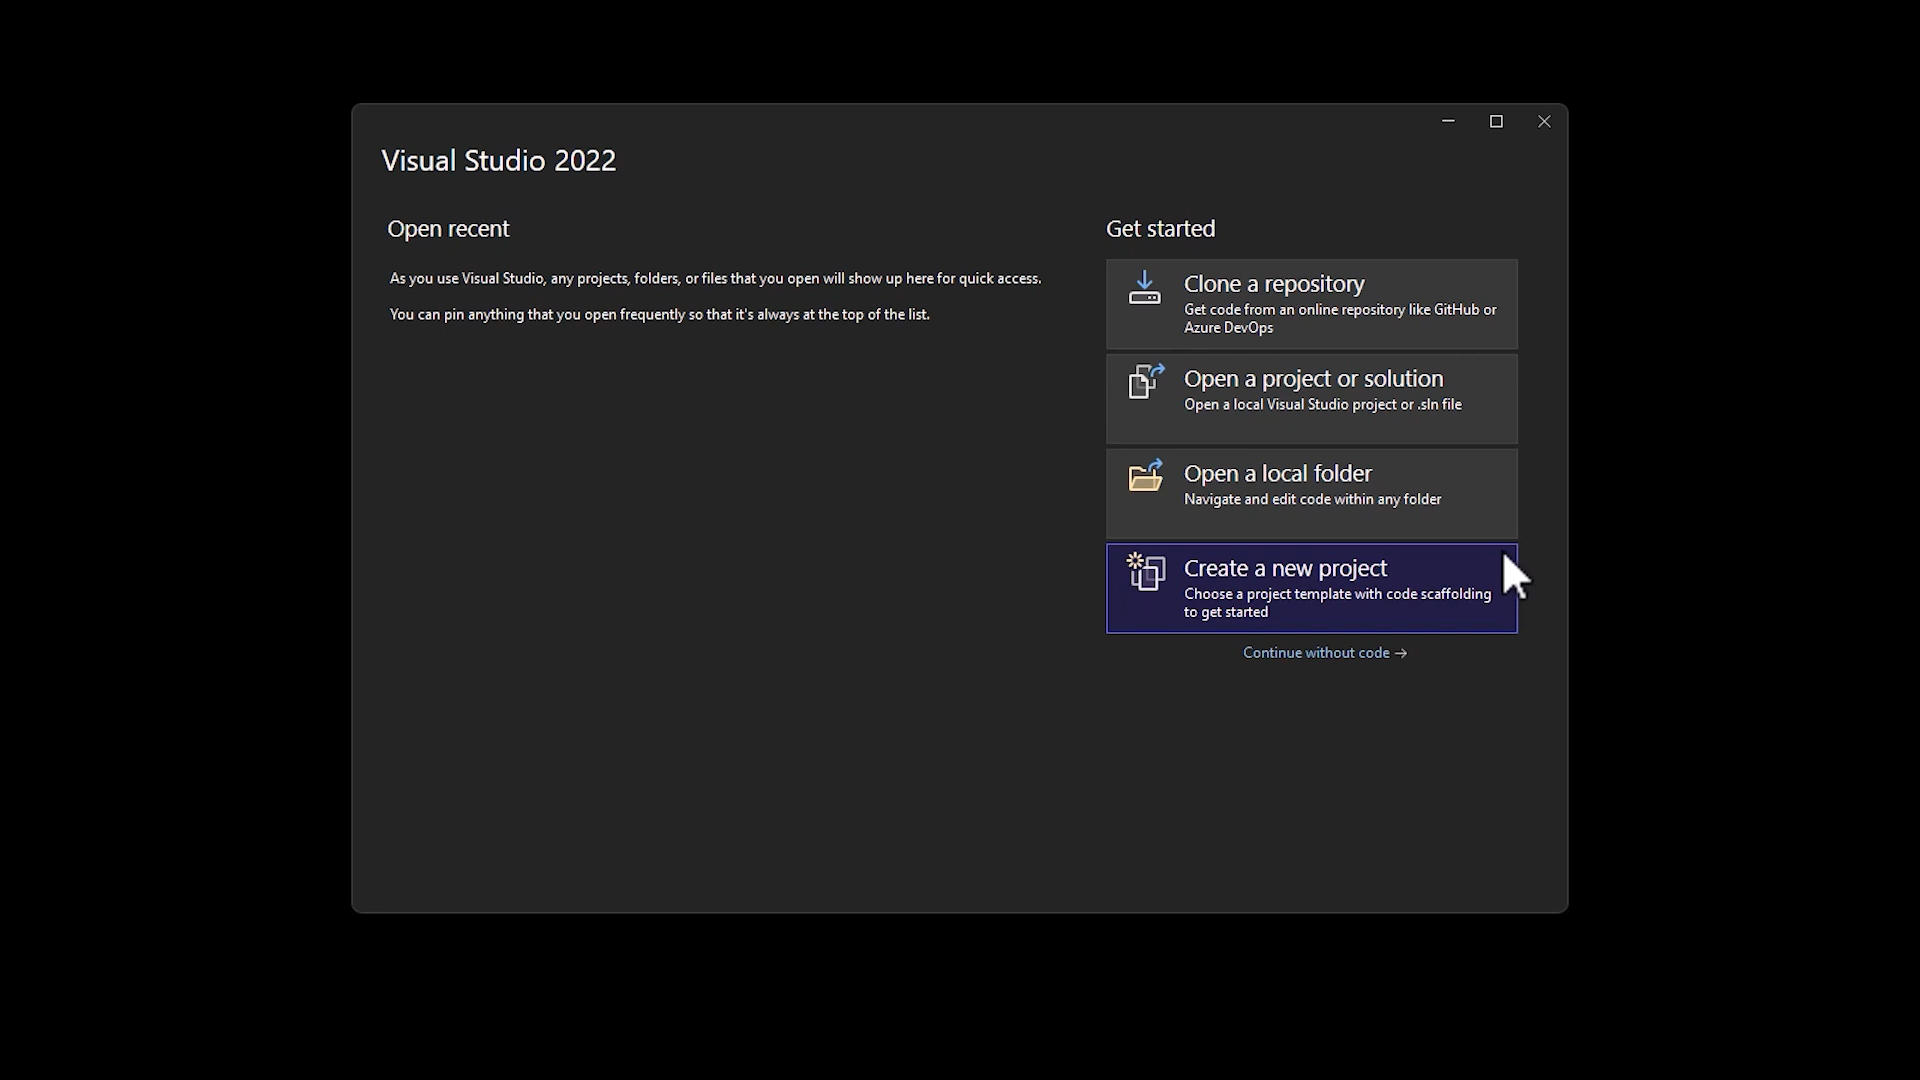 Visual Studio 2022
Open recent
As you use Visual Studio, any projects, folders, or files that you open will show up here for quick access.
You can pin anything that you open frequently so that it's always at the top of the list.
Get started
Clone a repository
Get code from an online repository like GitHub or
Azure DevOps
Open a project or solution
Open a local Visual Studio project or .sln file
Open a local folder
Navigate and edit code within any folder
Create a new project
Choose a project template with code scaffolding
to get started
Continue without code →